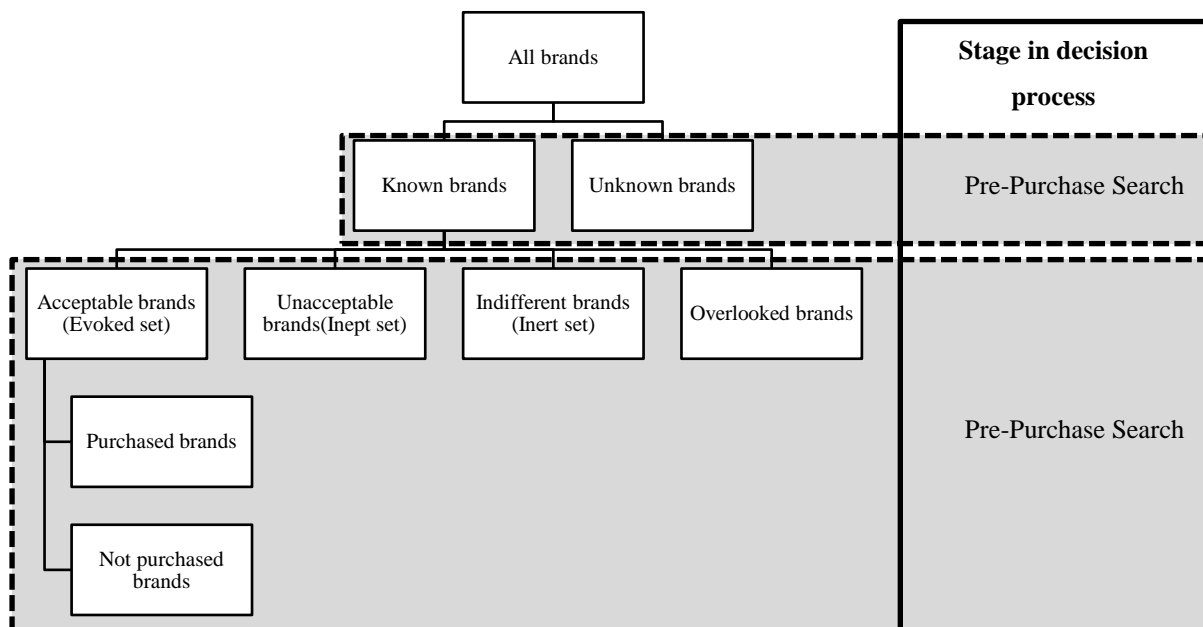 All brands
Stage in decision
process
Known brands
Unknown brands
Pre-Purchase Search
Acceptable brands
(Evoked set)
Unacceptable
brands(Inept set)
Indifferent brands
(Inert set)
Overlooked brands
Purchased brands
Pre-Purchase Search
Not purchased
brands